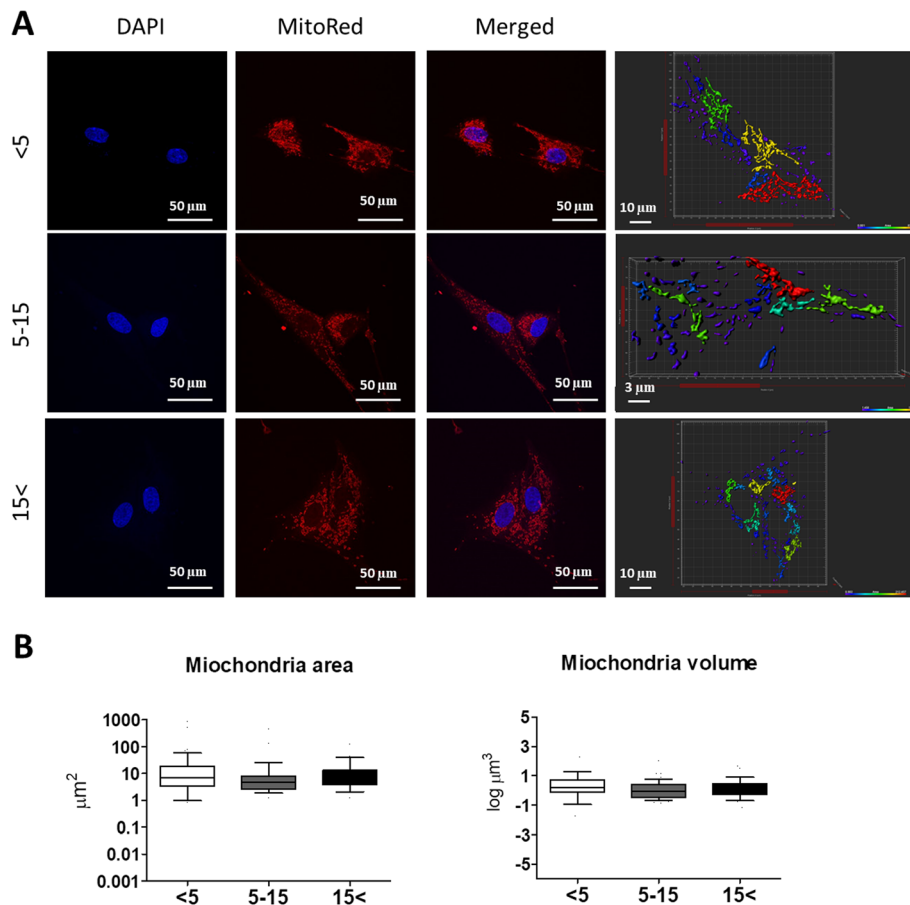 A
DAPI MitoRed Merged
<5
50 µm 50 µm 50 µm 10 µm
5-15
50 µm 50 µm 50 µm 3 µm
15<
50 µm 50 µm 50 µm 10 µm
B
Miochondria area
µm²
1000
100
10
1
0.1
0.01
0.001
<5 5-15 15<
Miochondria volume
log µm³
5
3
1
-1
-3
-5
<5 5-15 15<